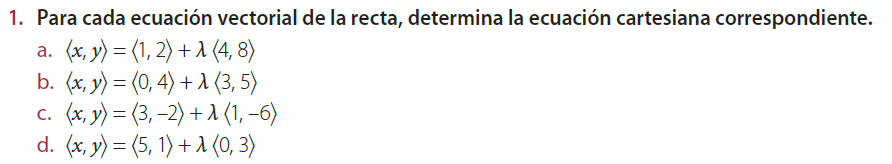 1. Para cada ecuación vectorial de la recta, determina la ecuación cartesiana correspondiente.
a. ⟨x, y⟩ = ⟨1, 2⟩ + λ ⟨4, 8⟩
b. ⟨x, y⟩ = ⟨0, 4⟩ + λ ⟨3, 5⟩
c. ⟨x, y⟩ = ⟨3, –2⟩ + λ ⟨1, –6⟩
d. ⟨x, y⟩ = ⟨5, 1⟩ + λ ⟨0, 3⟩